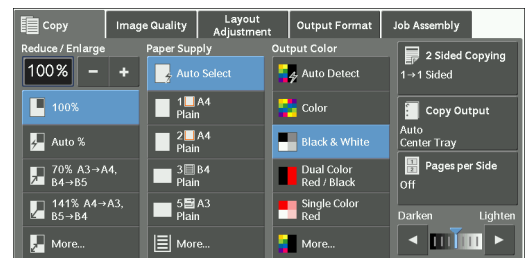 Copy
Image Quality
Layout
Adjustment
Output Format
Job Assembly
Reduce / Enlarge
100%
100%
Auto %
70% A3→A4,
B4→B5
141% A4→A3,
B5→B4
More...
Paper Supply
Auto Select
1 A4
Plain
2 A4
Plain
3 B4
Plain
5 A3
Plain
More...
Output Color
Auto Detect
Color
Black & White
Dual Color
Red / Black
Single Color
Red
More...
2 Sided Copying
1→1 Sided
Copy Output
Auto
Center Tray
Pages per Side
Off
Darken
Lighten